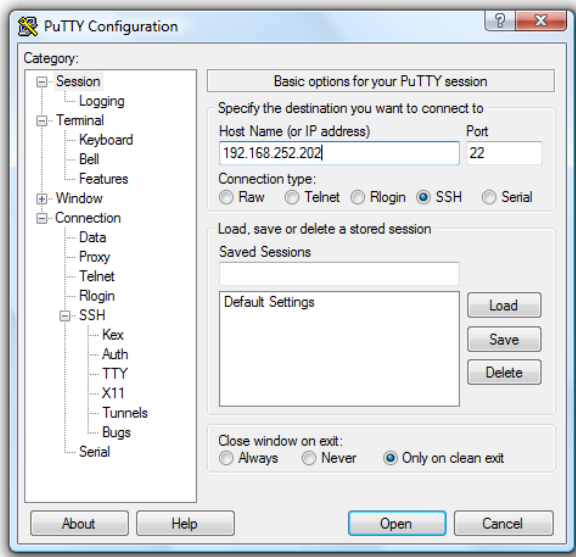 PuTTY Configuration
Category:
Session
Logging
Terminal
Keyboard
Bell
Features
Window
Connection
Data
Proxy
Telnet
Rlogin
SSH
Kex
Auth
TTY
X11
Tunnels
Bugs
Serial
Basic options for your PuTTY session
Specify the destination you want to connect to
Host Name (or IP address) Port
192.168.252.202 22
Connection type:
Raw Telnet Rlogin SSH Serial
Load, save or delete a stored session
Saved Sessions
Default Settings
Load
Save
Delete
Close window on exit:
Always Never Only on clean exit
About Help Open Cancel